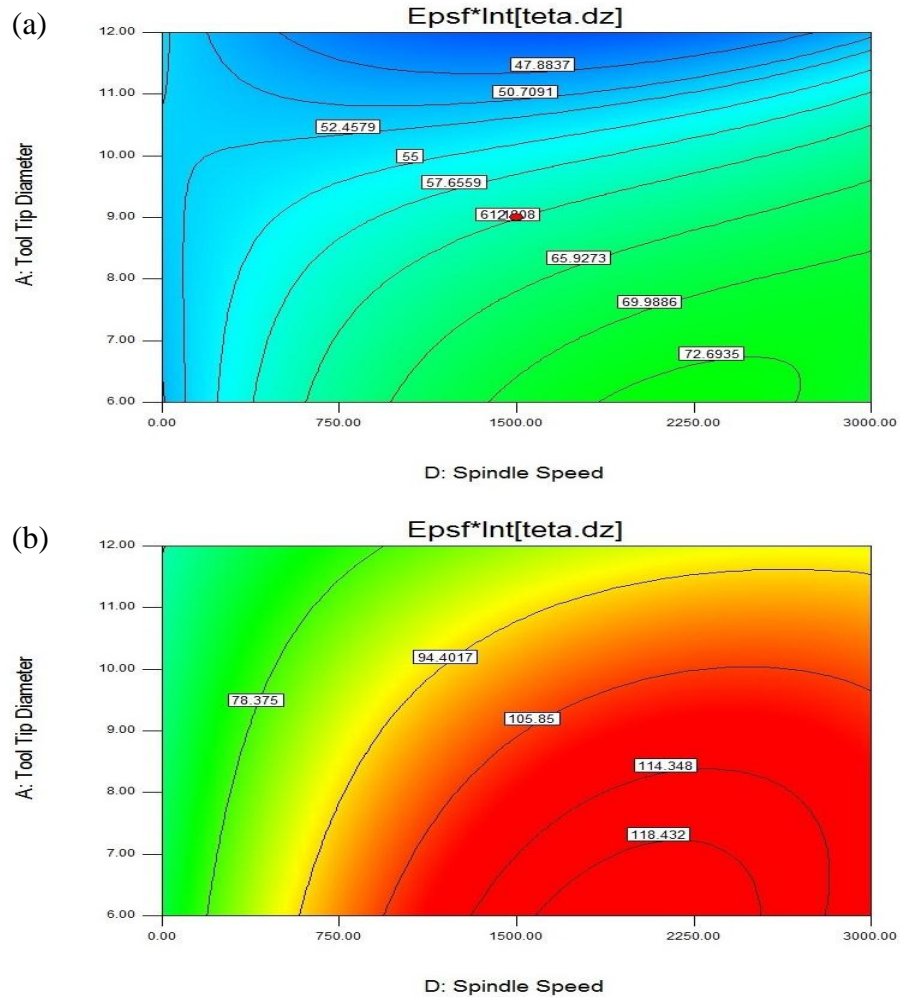 (a)
Epsf*Int[teta.dz]
12.00
47.8837
11.00
50.7091
52.4579
10.00
55
57.6559
9.00
8.00
65.9273
69.9886
7.00
72.6935
6.00
A: Tool Tip Diameter
0.00 750.00 1500.00 2250.00 3000.00
D: Spindle Speed
(b)
Epsf*Int[teta.dz]
12.00
11.00
10.00
94.4017
78.375
9.00
105.85
8.00
114.348
7.00
118.432
6.00
A: Tool Tip Diameter
0.00 750.00 1500.00 2250.00 3000.00
D: Spindle Speed